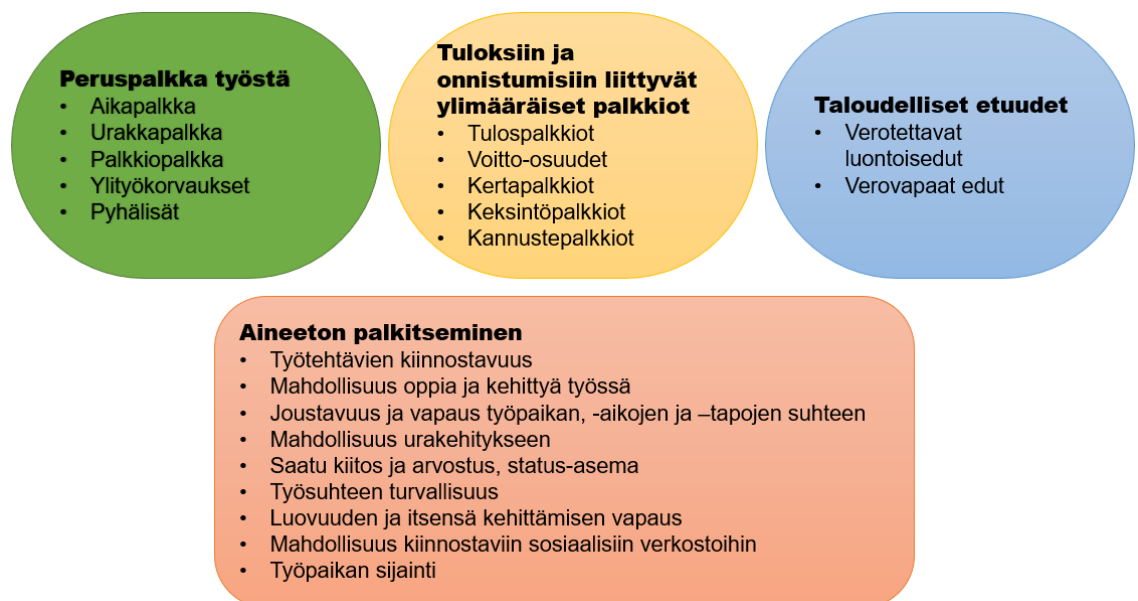 Peruspalkka työstä
• Aikapalkka
• Urakkapalkka
• Palkkiopalkka
• Ylityökorvaukset
• Pyhälisät
Tuloksiin ja
onnistumisiin liittyvät
ylimääräiset palkkiot
• Tulospalkkiot
• Voitto-osuudet
• Kertapalkkiot
• Keksintöpalkkiot
• Kannustepalkkiot
Taloudelliset etuudet
• Verotettavat
luontoisedut
• Verovapaat edut
Aineeton palkitseminen
• Työtehtävien kiinnostavuus
• Mahdollisuus oppia ja kehittyä työssä
• Joustavuus ja vapaus työpaikan, -aikojen ja –tapojen suhteen
• Mahdollisuus urakehitykseen
• Saatu kiitos ja arvostus, status-asema
• Työsuhteen turvallisuus
• Luovuuden ja itsensä kehittämisen vapaus
• Mahdollisuus kiinnostaviin sosiaalisiin verkostoihin
• Työpaikan sijainti